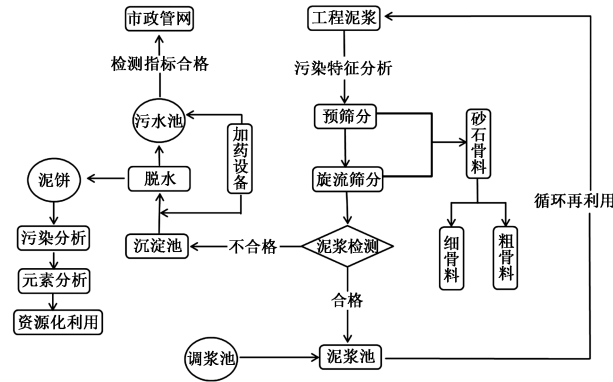 市政管网
工程泥浆
检测指标合格
污染特征分析
污水池
加药设备
预筛分
砂石骨料
泥饼
脱水
旋流筛分
循环再利用
污染分析
沉淀池
不合格
泥浆检测
细骨料
粗骨料
元素分析
合格
资源化利用
调浆池
泥浆池